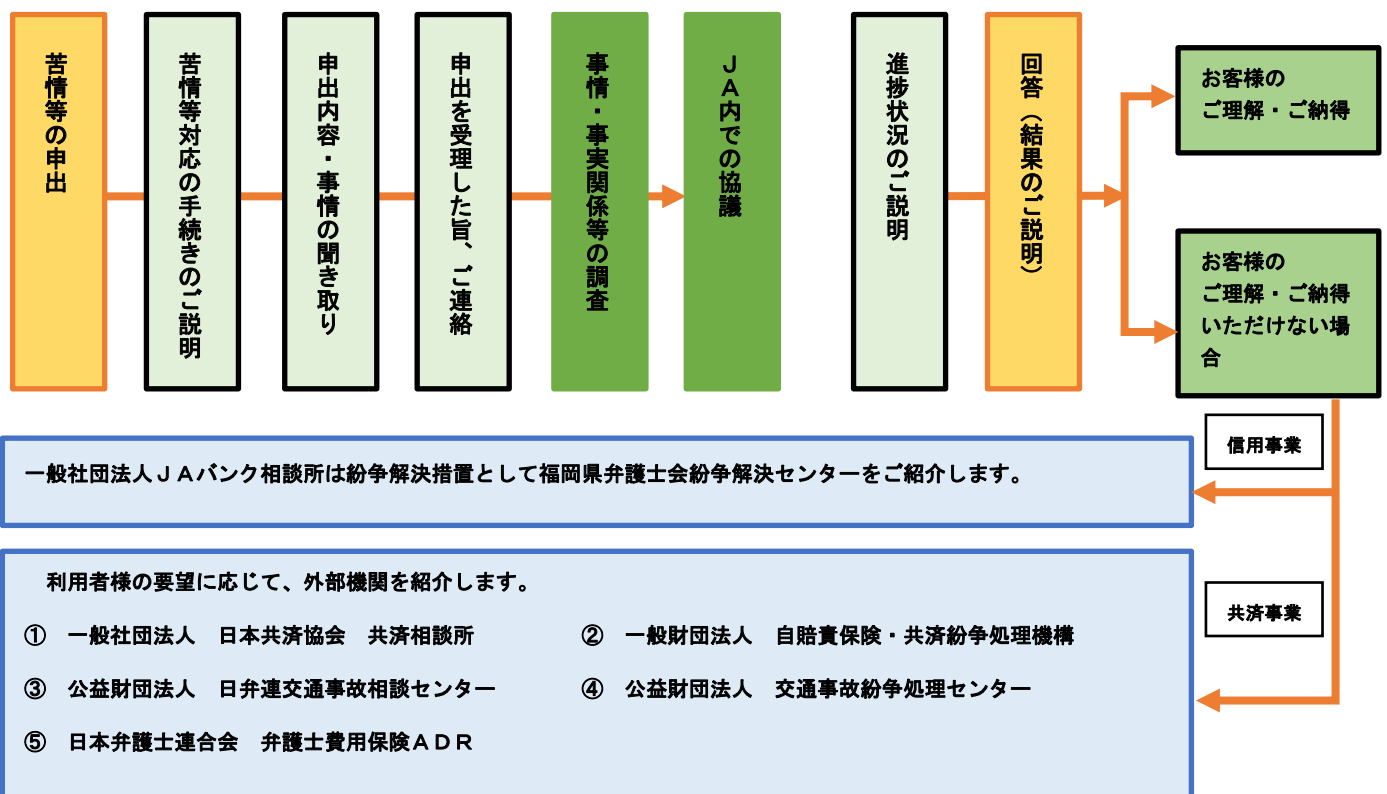 苦情等の申出
苦情等対応の手続きのご説明
申出内容・事情の聞き取り
申出を受理した旨、ご連絡
事情・事実関係等の調査
ＪＡ内での協議
進捗状況のご説明
回答（結果のご説明）
お客様の
ご理解・ご納得
お客様の
ご理解・ご納得
いただけない場
合
信用事業
一般社団法人ＪＡバンク相談所は紛争解決措置として福岡県弁護士会紛争解決センターをご紹介します。
共済事業
利用者様の要望に応じて、外部機関を紹介します。
①　一般社団法人　日本共済協会　共済相談所
②　一般財団法人　自賠責保険・共済紛争処理機構
③　公益財団法人　日弁連交通事故相談センター
④　公益財団法人　交通事故紛争処理センター
⑤　日本弁護士連合会　弁護士費用保険ＡＤＲ